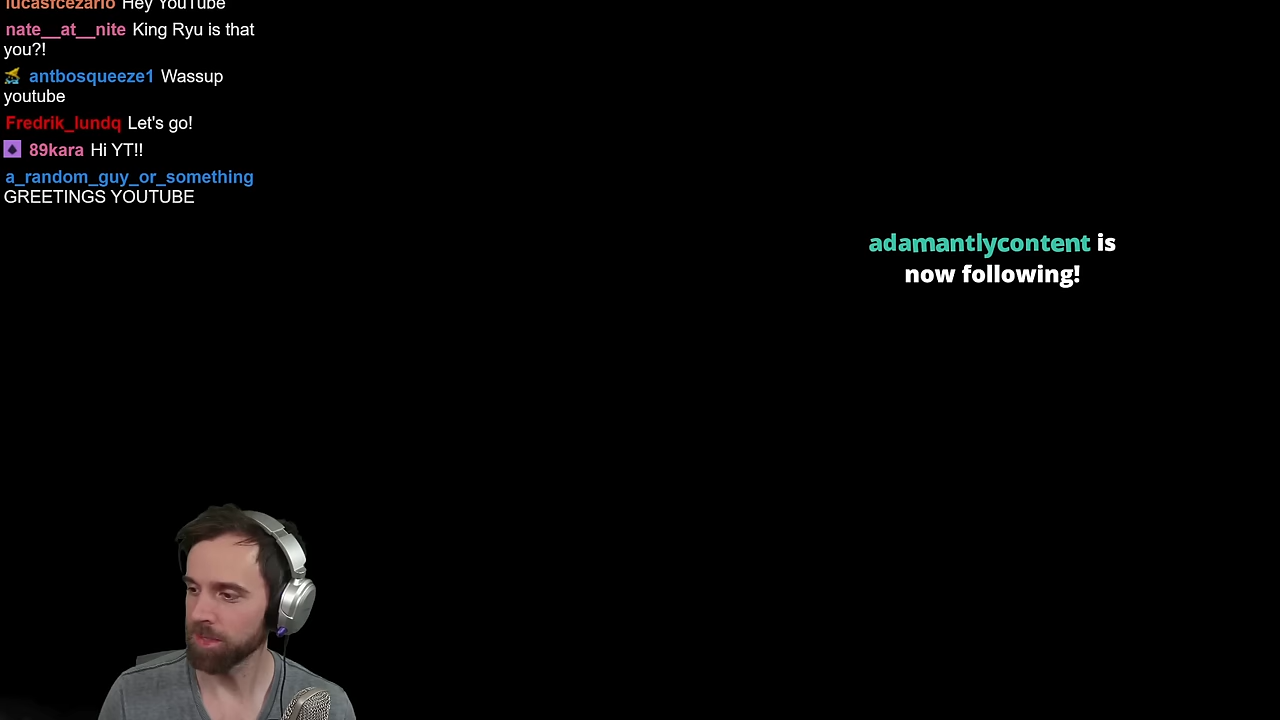 lucasfcezario Hey YouTube
nate__at__nite King Ryu is that
you?!
antbosqueeze1 Wassup
youtube
Fredrik_lundq Let's go!
89kara Hi YT!!
a_random_guy_or_something
GREETINGS YOUTUBE
adamantlycontent is
now following!